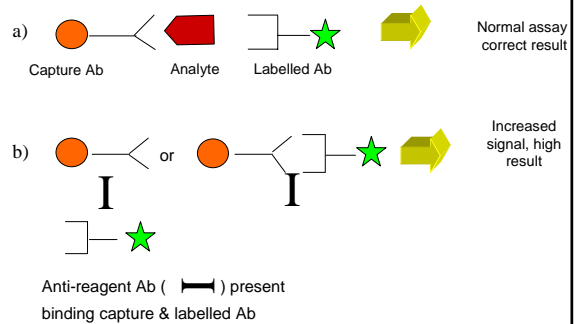 a)
Capture Ab
Analyte
Labelled Ab
Normal assay
correct result
b)
or
Increased
signal, high
result
Anti-reagent Ab ( ) present
binding capture & labelled Ab